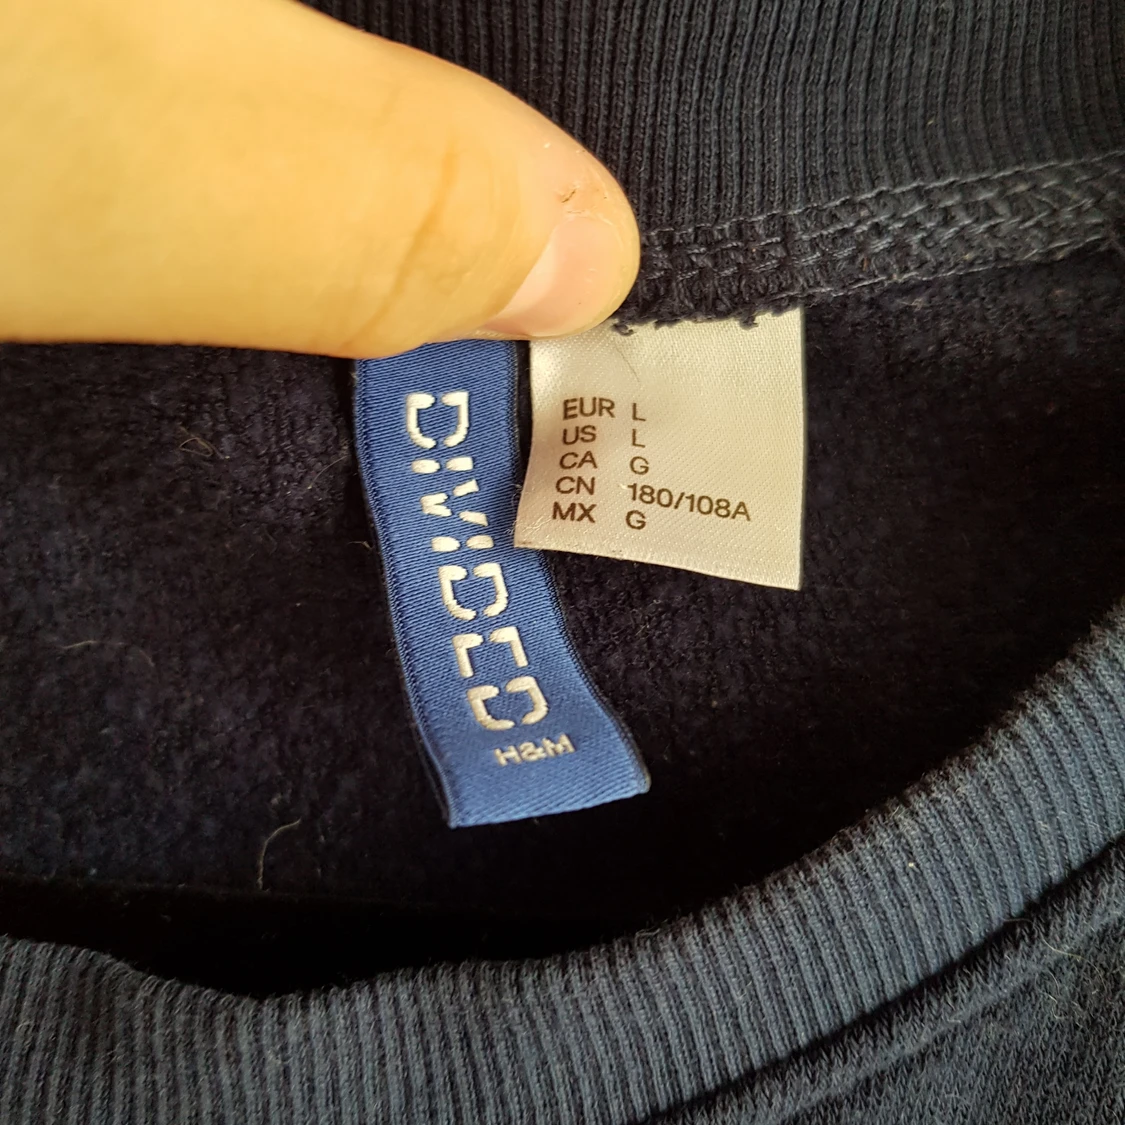 DIVIDED
H&M
EUR L
US L
CA G
CN 180/108A
MX G